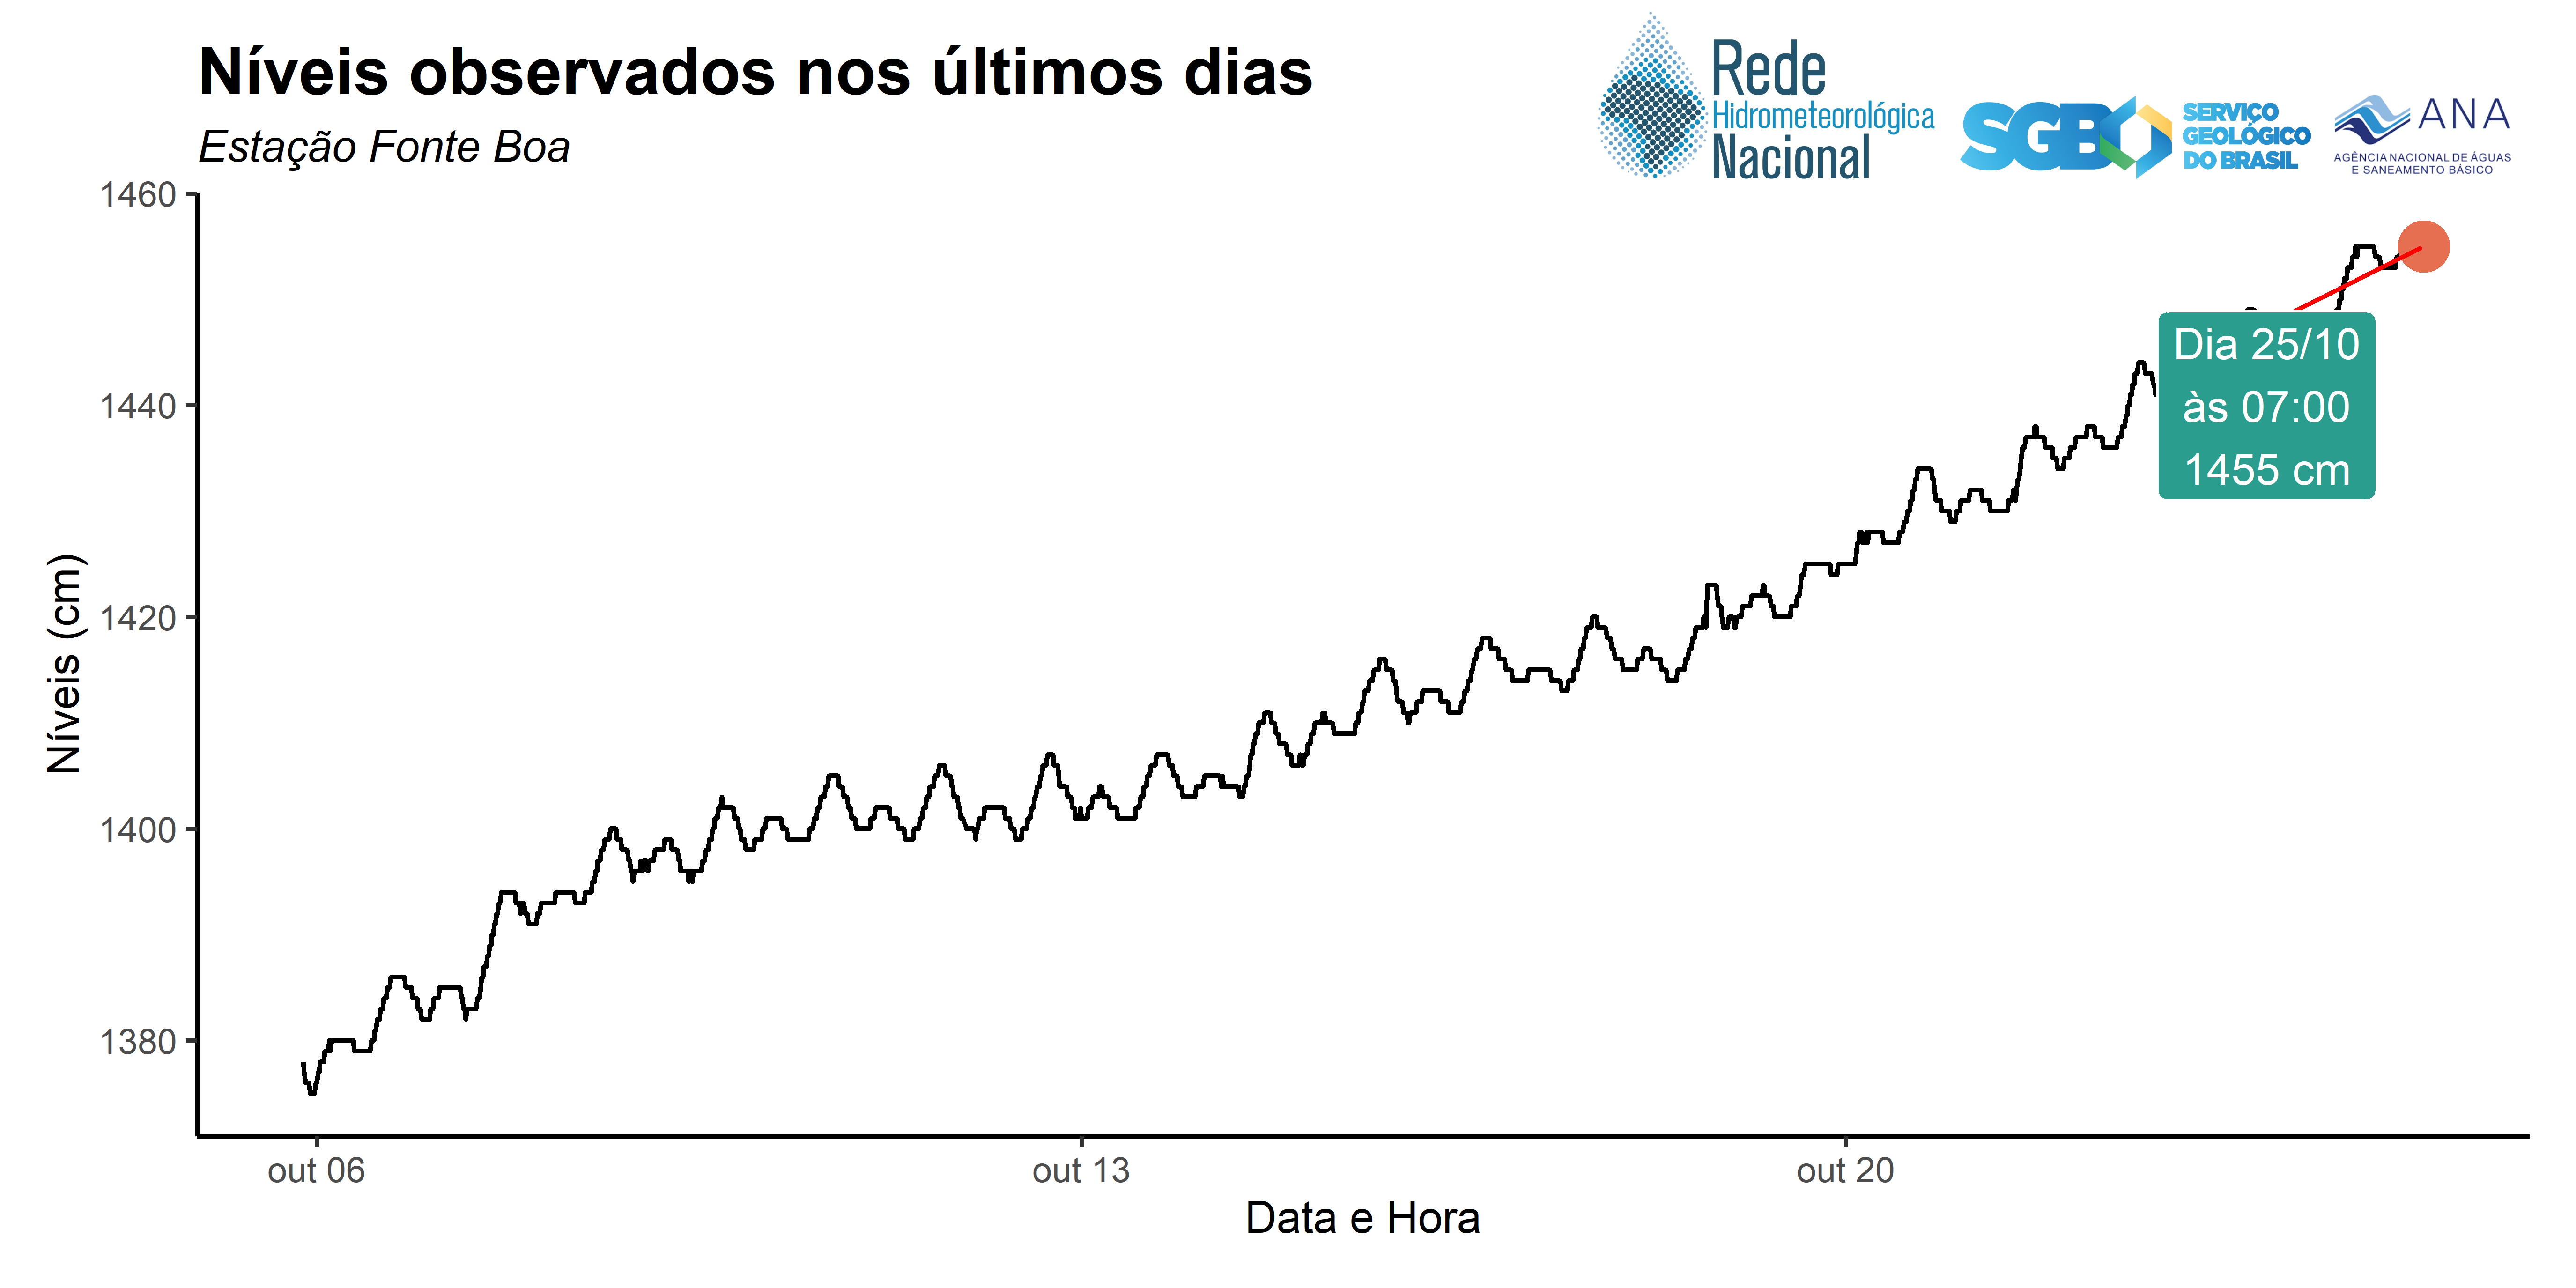 Níveis observados nos últimos dias
Estação Fonte Boa
Rede
Hidrometeorológica
Nacional
SGB
SERVIÇO
GEOLÓGICO
DO BRASIL
ANA
AGÊNCIA NACIONAL DE ÁGUAS
E SANEAMENTO BÁSICO
1460
1440
1420
1400
1380
Níveis (cm)
Dia 25/10
às 07:00
1455 cm
out 06
out 13
out 20
Data e Hora